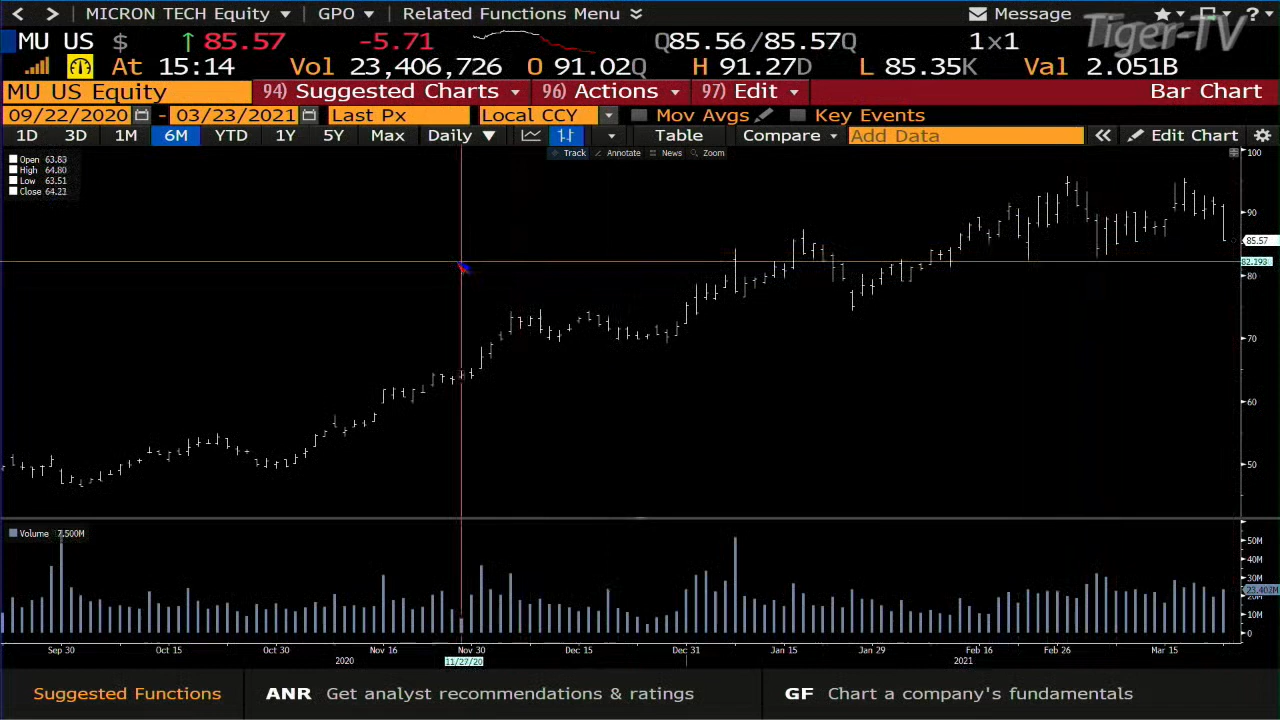 < > MICRON TECH Equity GPO Related Functions Menu Message ?
MU US $ ↑ 85.57 -5.71 Q85.56/85.57Q 1x1 Tiger-TV
At 15:14 Vol 23,406,726 O 91.02Q H 91.27D L 85.35K Val 2.051B
MU US Equity 94) Suggested Charts 96) Actions 97) Edit Bar Chart
09/22/2020 - 03/23/2021 Last Px Local CCY Mov Avgs Key Events
1D 3D 1M 6M YTD 1Y 5Y Max Daily ▼ Table Compare Add Data « Edit Chart
Track Annotate News Zoom
Open 63.83
High 64.80
Low 63.51
Close 64.21
100
90
85.57
82.193
80
70
60
50
Volume 7.500M
50M
40M
30M
23.407M
20M
10M
0
Sep 30 Oct 15 Oct 30 Nov 16 Nov 30 Dec 15 Dec 31 Jan 15 Jan 29 Feb 16 Feb 26 Mar 15
2020 11/27/20 2021
Suggested Functions ANR Get analyst recommendations & ratings GF Chart a company's fundamentals